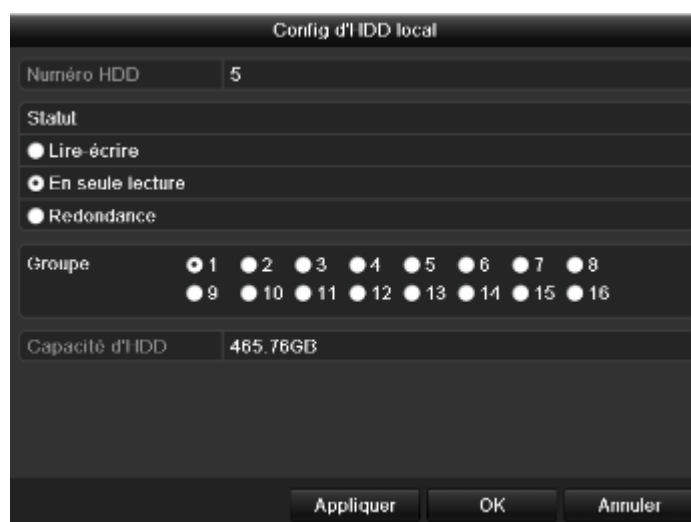 Config d'HDD local
Numéro HDD 5
Statut
Lire-écrire
En seule lecture
Redondance
Groupe 1 2 3 4 5 6 7 8
9 10 11 12 13 14 15 16
Capacité d'HDD 465.76GB
Appliquer OK Annuler